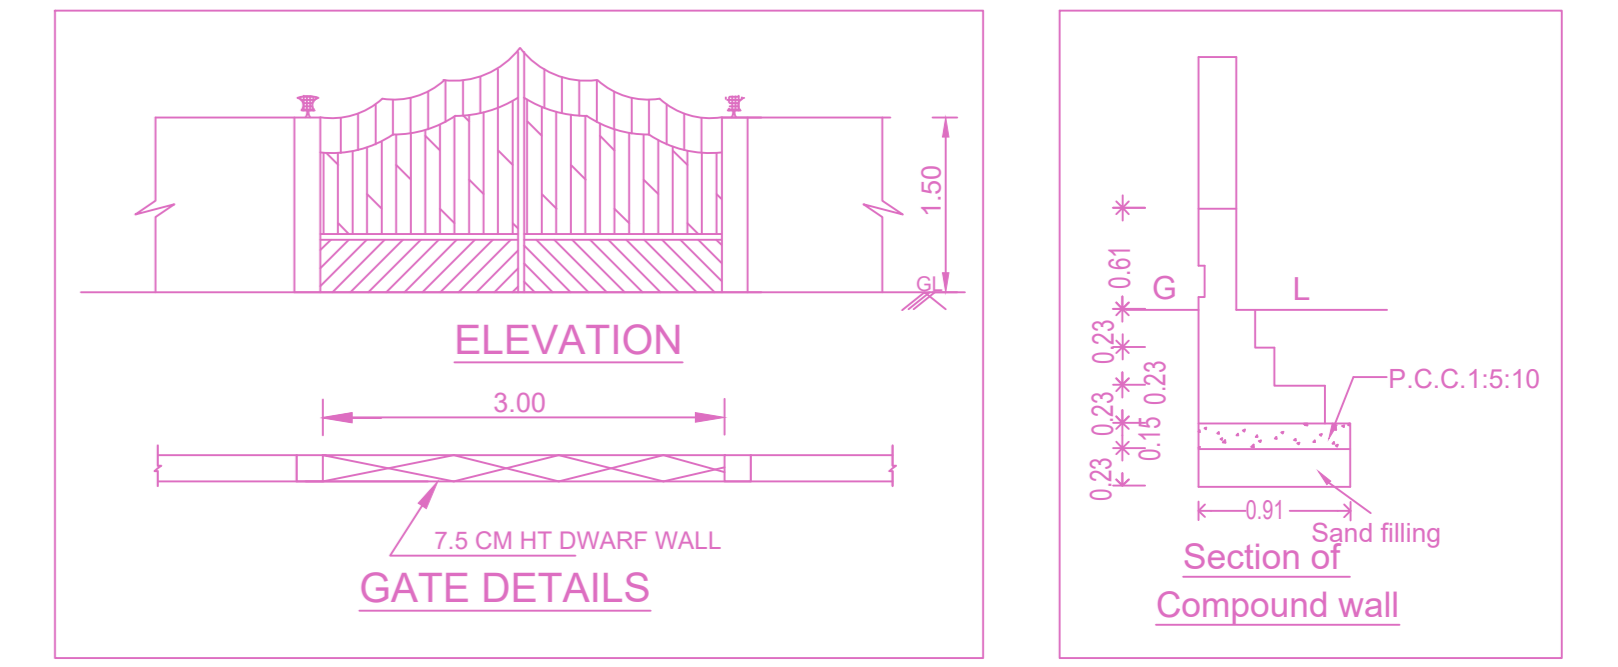 1.50
GL
ELEVATION
3.00
7.5 CM HT DWARF WALL
GATE DETAILS
0.61
G
L
0.23
0.23
0.23
0.15
0.23
P.C.C.1:5:10
0.91
Sand filling
Section of
Compound wall